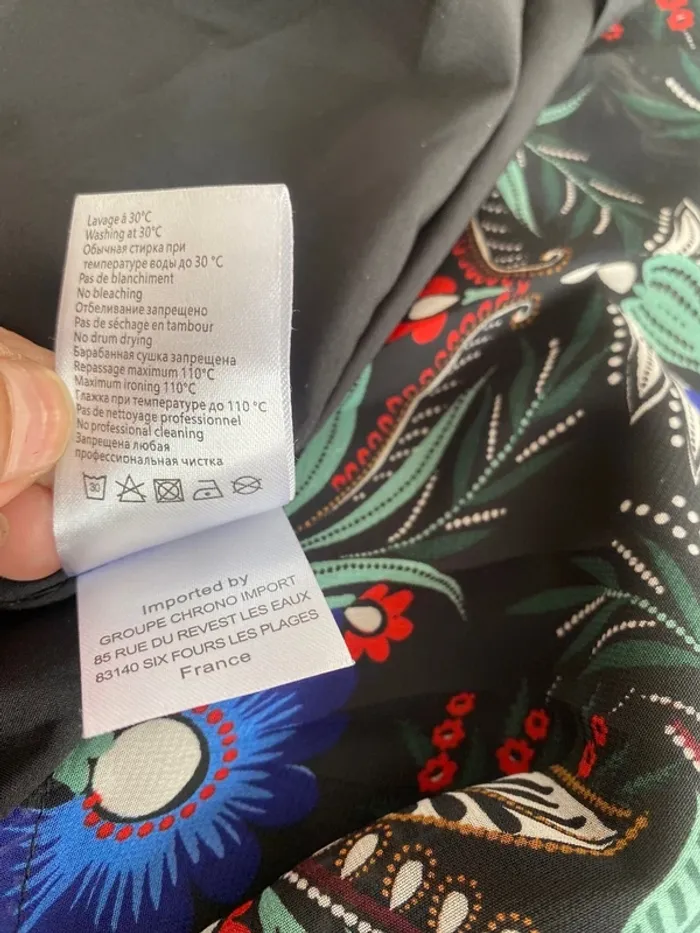 Lavage à 30°C
Washing at 30°C
Обычная стирка при
температуре воды до 30 °C
Pas de blanchiment
No bleaching
Отбеливание запрещено
Pas de séchage en tambour
No drum drying
Барабанная сушка запрещена
Repassage maximum 110°C
Maximum ironing 110°C
Глажка при температуре до 110 °C
Pas de nettoyage professionnel
No professional cleaning
Запрещена любая
профессиональная чистка
30
Imported by
GROUPE CHRONO IMPORT
85 RUE DU REVEST LES EAUX
83140 SIX FOURS LES PLAGES
France